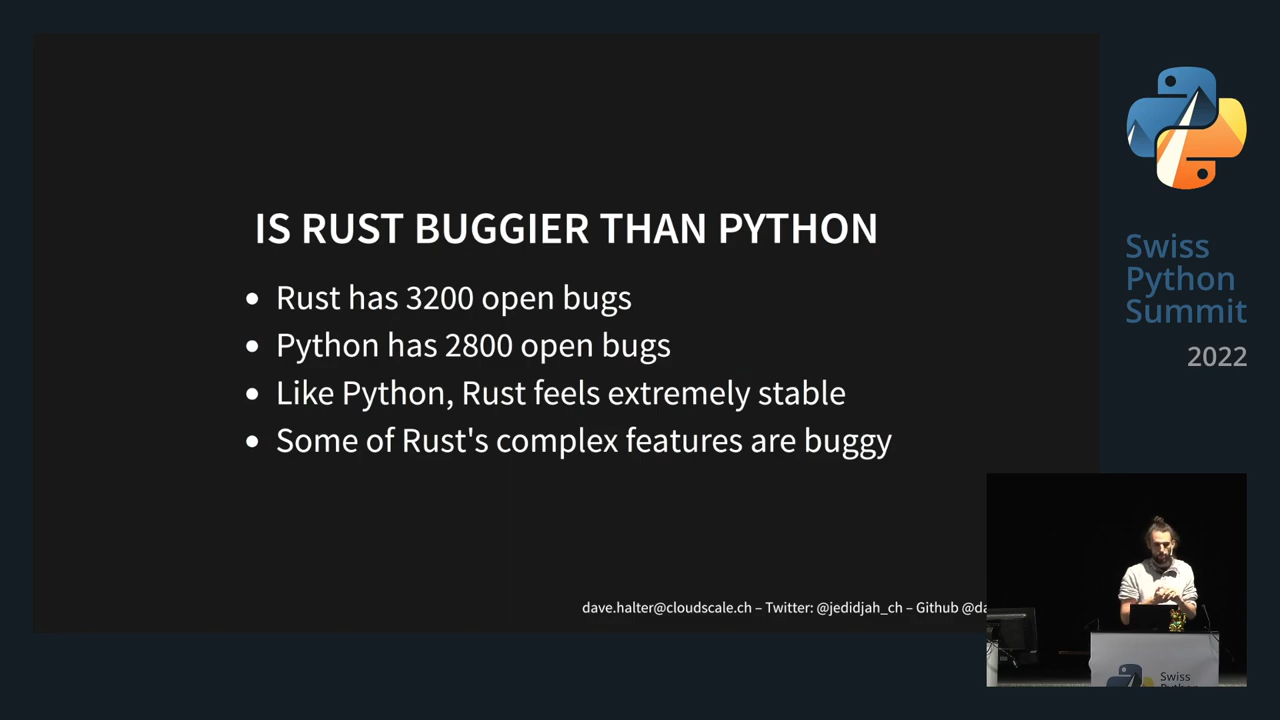 IS RUST BUGGIER THAN PYTHON
• Rust has 3200 open bugs
• Python has 2800 open bugs
• Like Python, Rust feels extremely stable
• Some of Rust's complex features are buggy
dave.halter@cloudscale.ch – Twitter: @jedidjah_ch – Github @da
Swiss
Python
Summit
2022
Swiss